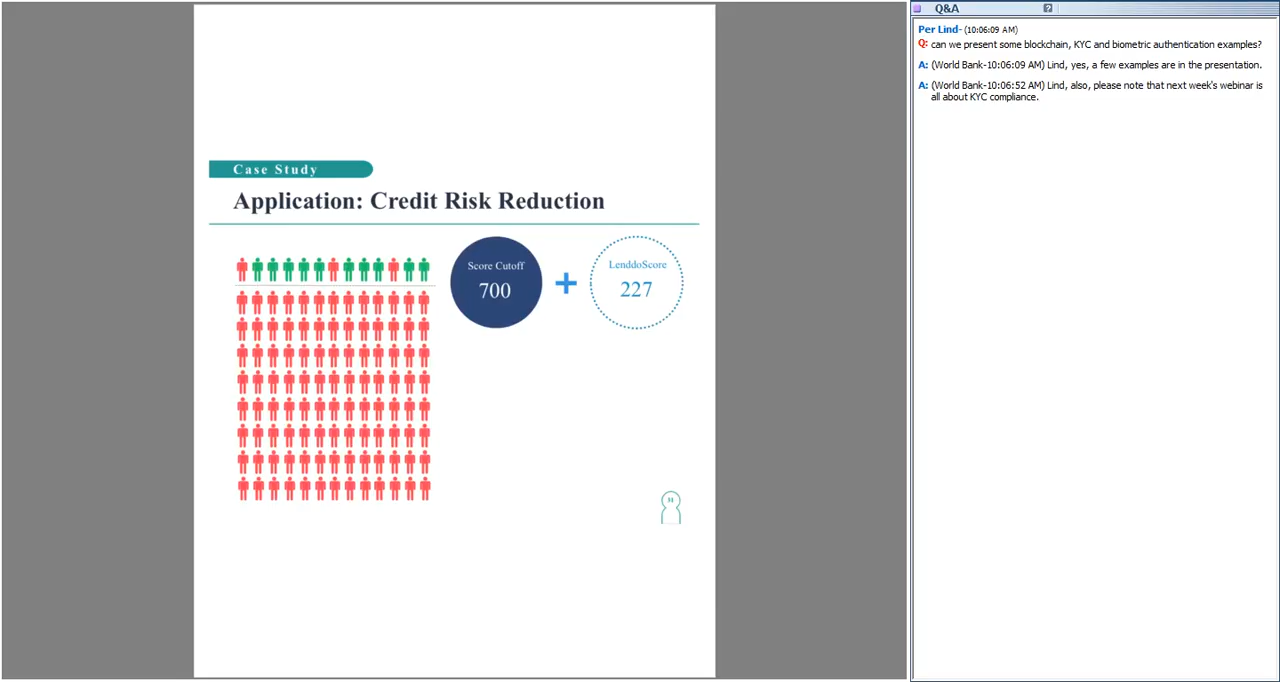 Case Study
Application: Credit Risk Reduction
Score Cutoff
700
LenddoScore
227
Q&A
Per Lind- (10:06:09 AM)
Q: can we present some blockchain, KYC and biometric authentication examples?
A: (World Bank-10:06:09 AM) Lind, yes, a few examples are in the presentation.
A: (World Bank-10:06:52 AM) Lind, also, please note that next week's webinar is
all about KYC compliance.